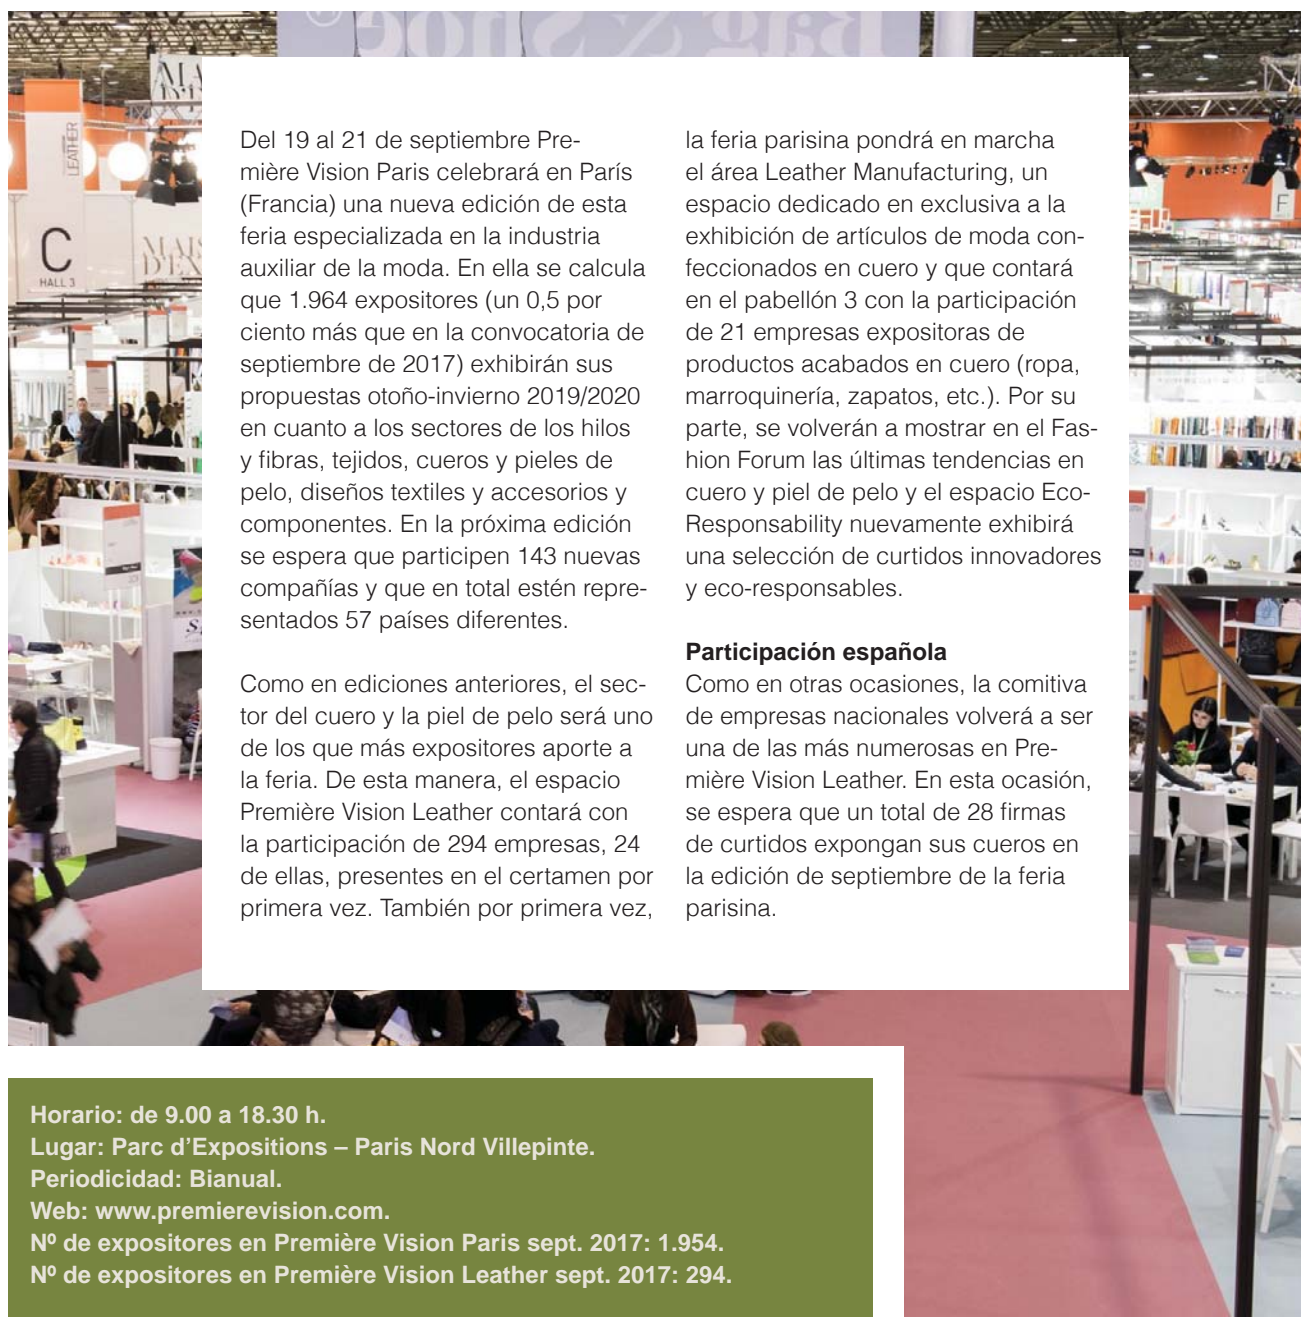 Bag & Shoe
LEATHER
C
HALL 3
F
Del 19 al 21 de septiembre Pre-
mière Vision Paris celebrará en París
(Francia) una nueva edición de esta
feria especializada en la industria
auxiliar de la moda. En ella se calcula
que 1.964 expositores (un 0,5 por
ciento más que en la convocatoria de
septiembre de 2017) exhibirán sus
propuestas otoño-invierno 2019/2020
en cuanto a los sectores de los hilos
y fibras, tejidos, cueros y pieles de
pelo, diseños textiles y accesorios y
componentes. En la próxima edición
se espera que participen 143 nuevas
compañías y que en total estén repre-
sentados 57 países diferentes.
Como en ediciones anteriores, el sec-
tor del cuero y la piel de pelo será uno
de los que más expositores aporte a
la feria. De esta manera, el espacio
Première Vision Leather contará con
la participación de 294 empresas, 24
de ellas, presentes en el certamen por
primera vez. También por primera vez,
la feria parisina pondrá en marcha
el área Leather Manufacturing, un
espacio dedicado en exclusiva a la
exhibición de artículos de moda con-
feccionados en cuero y que contará
en el pabellón 3 con la participación
de 21 empresas expositoras de
productos acabados en cuero (ropa,
marroquinería, zapatos, etc.). Por su
parte, se volverán a mostrar en el Fas-
hion Forum las últimas tendencias en
cuero y piel de pelo y el espacio Eco-
Responsability nuevamente exhibirá
una selección de curtidos innovadores
y eco-responsables.
Participación española
Como en otras ocasiones, la comitiva
de empresas nacionales volverá a ser
una de las más numerosas en Pre-
mière Vision Leather. En esta ocasión,
se espera que un total de 28 firmas
de curtidos expongan sus cueros en
la edición de septiembre de la feria
parisina.
Horario: de 9.00 a 18.30 h.
Lugar: Parc d’Expositions – Paris Nord Villepinte.
Periodicidad: Bianual.
Web: www.premierevision.com.
Nº de expositores en Première Vision Paris sept. 2017: 1.954.
Nº de expositores en Première Vision Leather sept. 2017: 294.